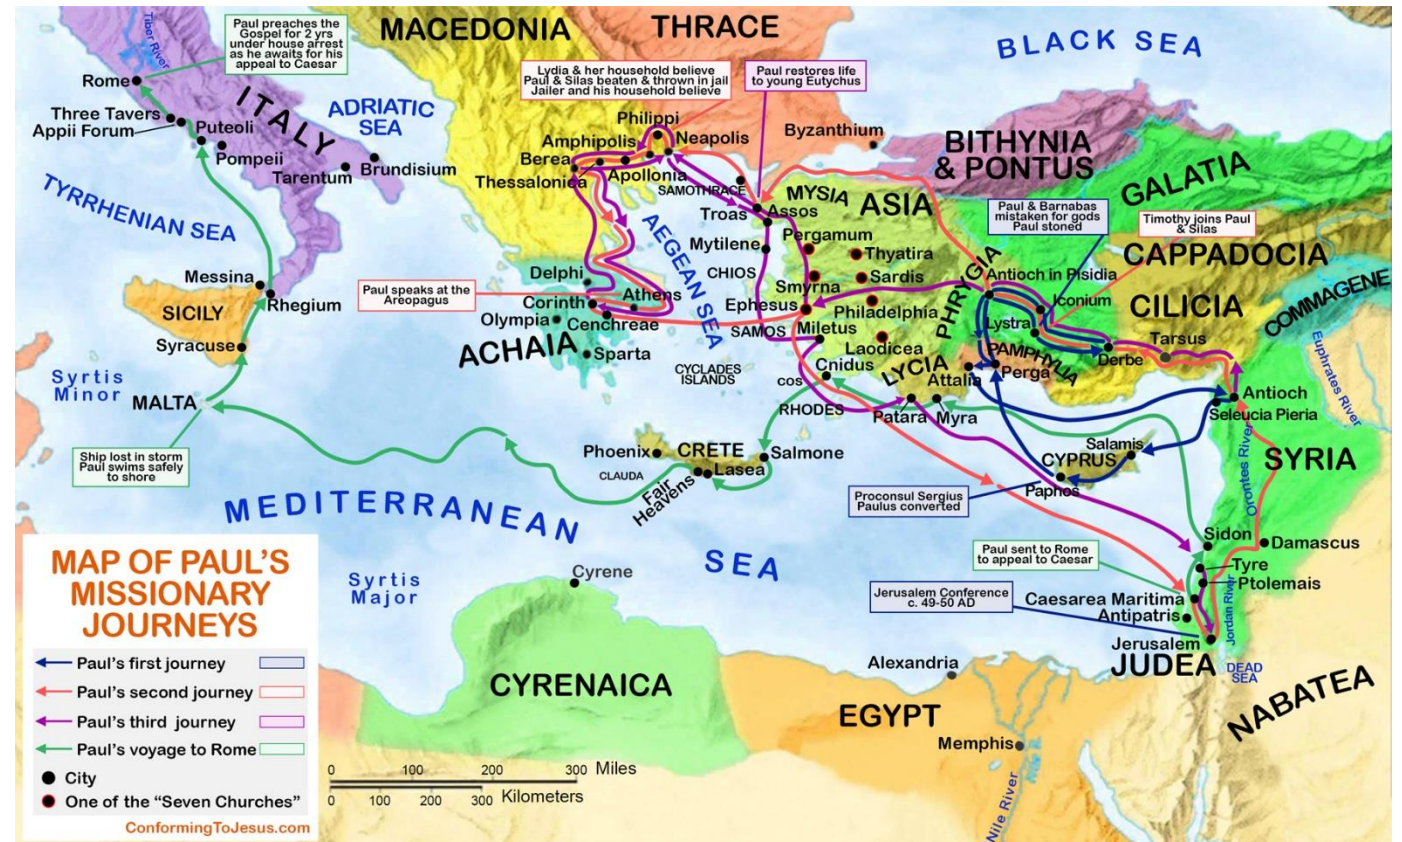 MACEDONIA
THRACE
BLACK SEA
Tiber River
Paul preaches the
Gospel for 2 yrs
under house arrest
as he awaits for his
appeal to Caesar
Lydia & her household believe
Paul & Silas beaten & thrown in jail
Jailer and his household believe
Paul restores life
to young Eutychus
Rome
Three Tavers
Appii Forum
ITALY
ADRIATIC
SEA
Puteoli
Pompeii
Tarentum
Brundisium
Philippi
Amphipolis
Neapolis
Berea
Thessalonica
Apollonia
SAMOTHRACE
Byzanthium
BITHYNIA
& PONTUS
GALATIA
TYRRHENIAN SEA
AEGEAN SEA
Troas
Assos
MYSIA
ASIA
Paul & Barnabas
mistaken for gods
Paul stoned
Timothy joins Paul
& Silas
CAPPADOCIA
Mytilene
Pergamum
Thyatira
CHIOS
Sardis
Smyrna
PHRYGIA
Antioch in Pisidia
Iconium
CILICIA
COMMAGENE
Messina
Rhegium
SICILY
Syracuse
Delphi
Paul speaks at the
Areopagus
Corinth
Athens
Olympia
Cenchreae
ACHAIA
Sparta
Ephesus
Philadelphia
SAMOS
Miletus
Laodicea
Lystra
Derbe
Tarsus
Euphrates River
Syrtis
Minor
MALTA
CYCLADES
ISLANDS
Cnidus
COS
LYCIA
PAMPHYLIA
Attalia
Perga
RHODES
Patara
Myra
Antioch
Seleucia Pieria
Ship lost in storm
Paul swims safely
to shore
Phoenix
CRETE
Salmone
CLAUDA
Lasea
Fair
Heavens
Salamis
CYPRUS
Paphos
Orontes River
SYRIA
Proconsul Sergius
Paulus converted
MEDITERRANEAN
SEA
Sidon
Damascus
Paul sent to Rome
to appeal to Caesar
Tyre
Ptolemais
Jerusalem Conference
c. 49-50 AD
Caesarea Maritima
Antipatris
Jordan River
Jerusalem
JUDEA
DEAD
SEA
NABATEA
Syrtis
Major
Cyrene
CYRENAICA
Alexandria
EGYPT
Memphis
Nile River
MAP OF PAUL'S
MISSIONARY
JOURNEYS
Paul's first journey
Paul's second journey
Paul's third journey
Paul's voyage to Rome
City
One of the “Seven Churches”
ConformingToJesus.com
0 100 200 300 Miles
0 100 200 300 Kilometers